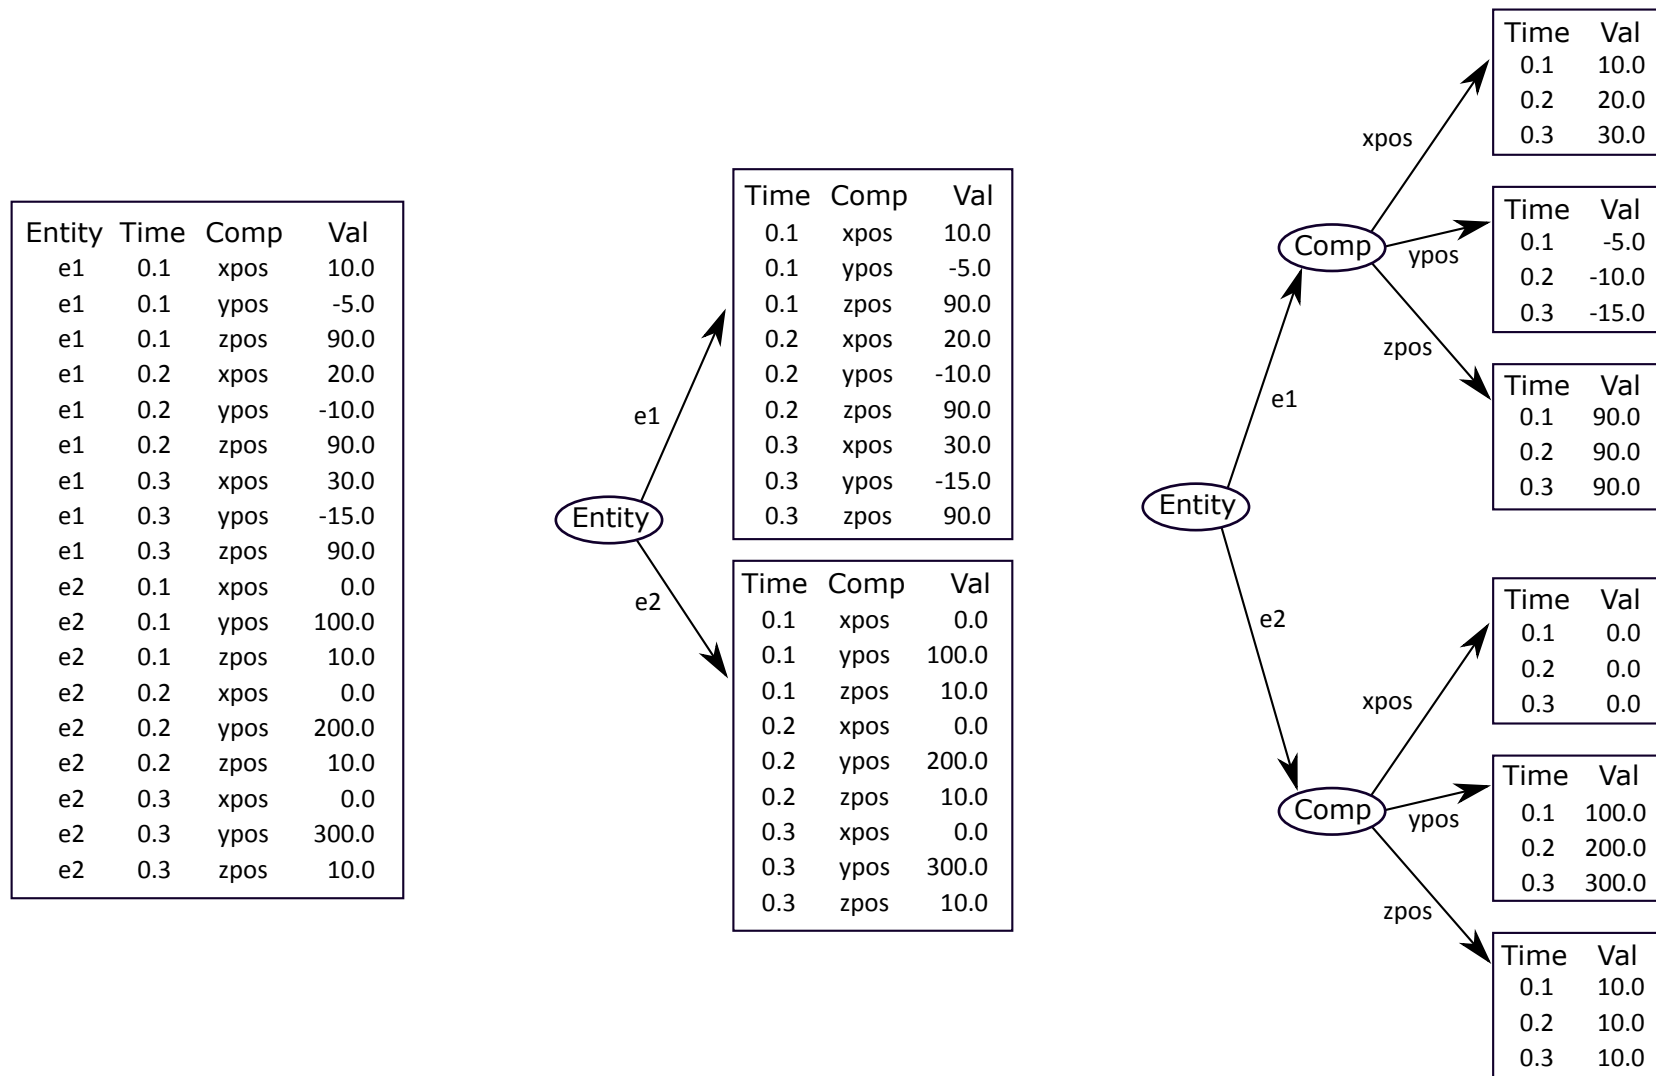 Entity Time Comp Val
e1 0.1 xpos 10.0
e1 0.1 ypos -5.0
e1 0.1 zpos 90.0
e1 0.2 xpos 20.0
e1 0.2 ypos -10.0
e1 0.2 zpos 90.0
e1 0.3 xpos 30.0
e1 0.3 ypos -15.0
e1 0.3 zpos 90.0
e2 0.1 xpos 0.0
e2 0.1 ypos 100.0
e2 0.1 zpos 10.0
e2 0.2 xpos 0.0
e2 0.2 ypos 200.0
e2 0.2 zpos 10.0
e2 0.3 xpos 0.0
e2 0.3 ypos 300.0
e2 0.3 zpos 10.0
Entity
e1
Time Comp Val
0.1 xpos 10.0
0.1 ypos -5.0
0.1 zpos 90.0
0.2 xpos 20.0
0.2 ypos -10.0
0.2 zpos 90.0
0.3 xpos 30.0
0.3 ypos -15.0
0.3 zpos 90.0
e2
Time Comp Val
0.1 xpos 0.0
0.1 ypos 100.0
0.1 zpos 10.0
0.2 xpos 0.0
0.2 ypos 200.0
0.2 zpos 10.0
0.3 xpos 0.0
0.3 ypos 300.0
0.3 zpos 10.0
Entity
e1
Comp
xpos
Time Val
0.1 10.0
0.2 20.0
0.3 30.0
ypos
Time Val
0.1 -5.0
0.2 -10.0
0.3 -15.0
zpos
Time Val
0.1 90.0
0.2 90.0
0.3 90.0
e2
Comp
xpos
Time Val
0.1 0.0
0.2 0.0
0.3 0.0
ypos
Time Val
0.1 100.0
0.2 200.0
0.3 300.0
zpos
Time Val
0.1 10.0
0.2 10.0
0.3 10.0